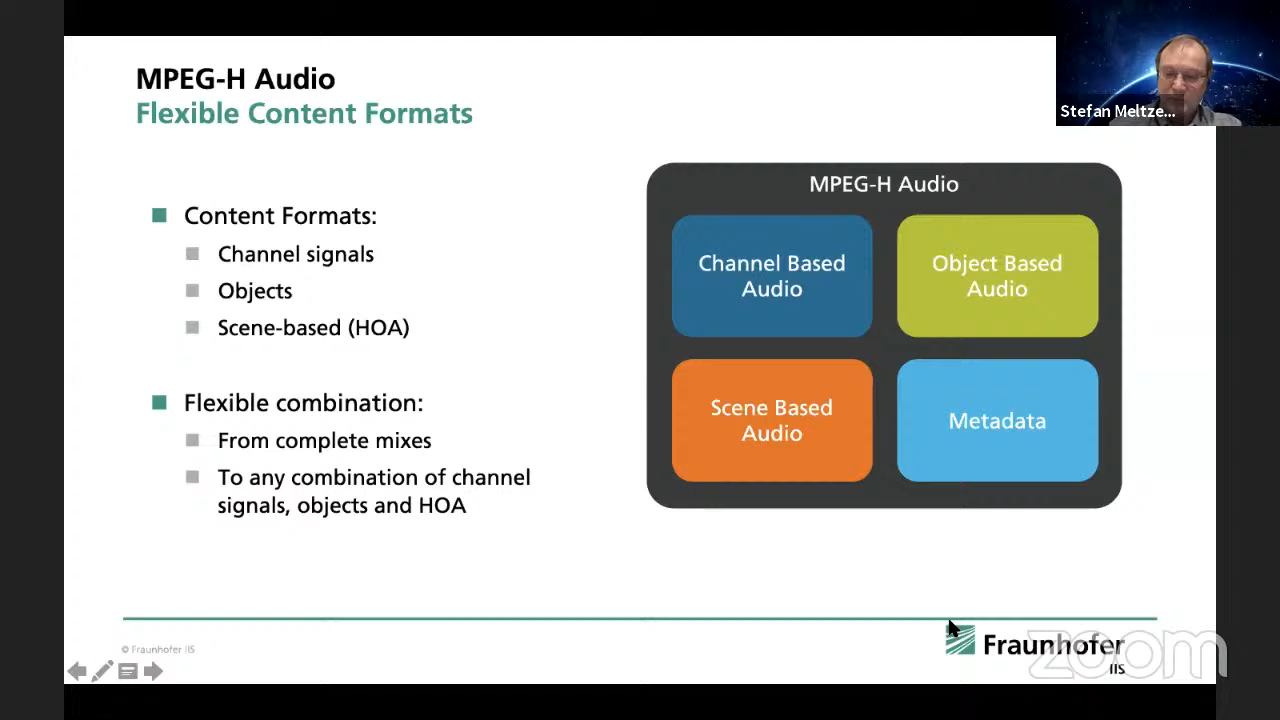 MPEG-H Audio
Flexible Content Formats
Stefan Meltze...
Content Formats:
Channel signals
Objects
Scene-based (HOA)
Flexible combination:
From complete mixes
To any combination of channel
signals, objects and HOA
MPEG-H Audio
Channel Based
Audio
Object Based
Audio
Scene Based
Audio
Metadata
© Fraunhofer IIS
Fraunhofer
IIS
zoom